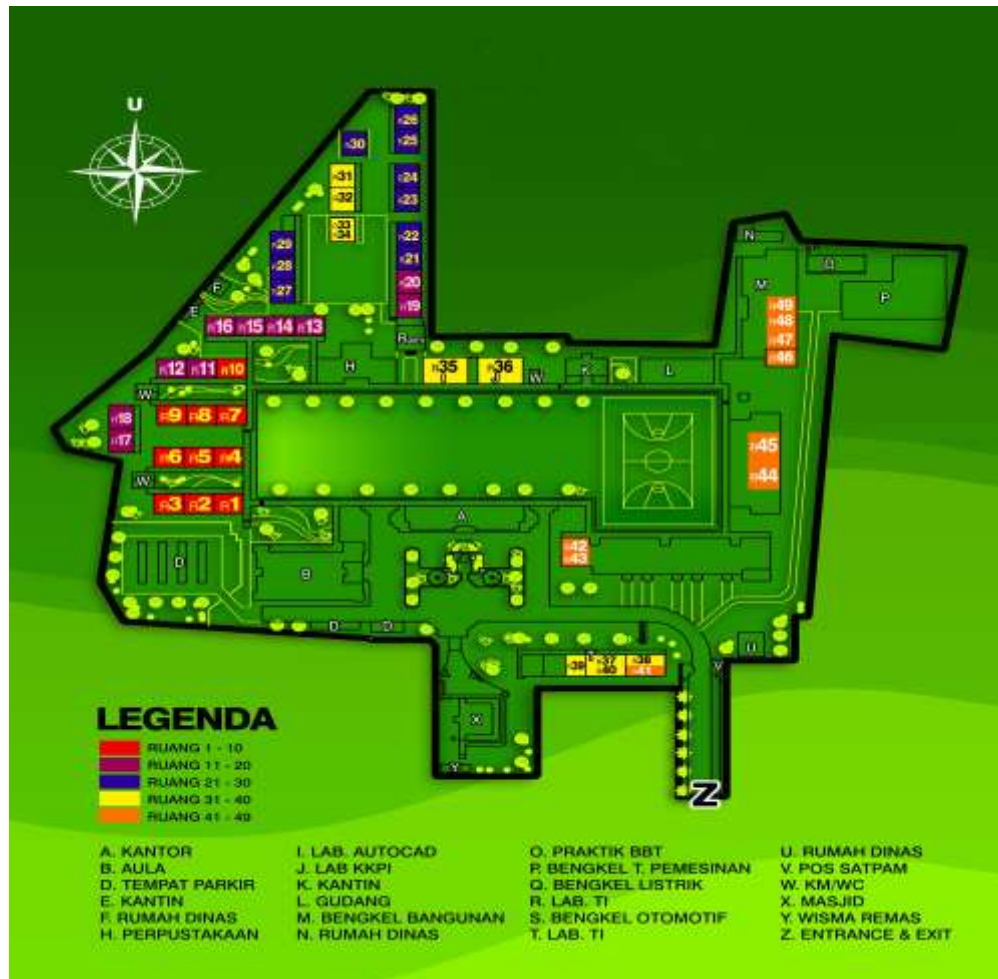 U
R26
R25
R30
R31
R32
R24
R23
R33
R34
R22
R21
R20
R19
R29
R28
R27
N
M
P
F
E
R16 R15 R14 R13
R49
R48
R47
R46
R12 R11 R10
H
R35
I
R36
J
W
K
L
W
R9 R8 R7
R18
R17
R6 R5 R4
R45
R44
W
R3 R2 R1
A
R42
R43
D
B
D
D
U
R39
R37
R40
R38
R41
V
X
Y
Z
LEGENDA
RUANG 1 - 10
RUANG 11 - 20
RUANG 21 - 30
RUANG 31 - 40
RUANG 41 - 49
A. KANTOR
B. AULA
D. TEMPAT PARKIR
E. KANTIN
F. RUMAH DINAS
H. PERPUSTAKAAN
I. LAB. AUTOCAD
J. LAB KKPI
K. KANTIN
L. GUDANG
M. BENGKEL BANGUNAN
N. RUMAH DINAS
O. PRAKTIK BBT
P. BENGKEL T. PEMESINAN
Q. BENGKEL LISTRIK
R. LAB. TI
S. BENGKEL OTOMOTIF
T. LAB. TI
U. RUMAH DINAS
V. POS SATPAM
W. KM/WC
X. MASJID
Y. WISMA REMAS
Z. ENTRANCE & EXIT